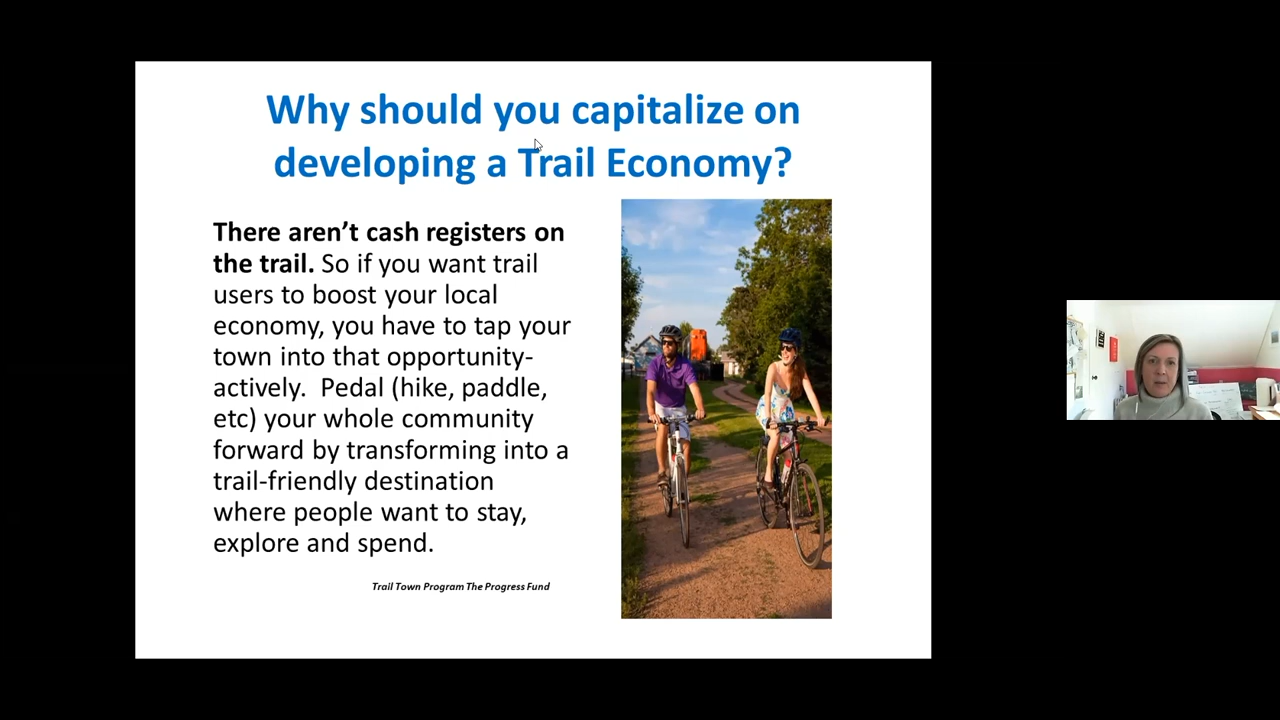 Why should you capitalize on
developing a Trail Economy?
There aren’t cash registers on
the trail. So if you want trail
users to boost your local
economy, you have to tap your
town into that opportunity-
actively.  Pedal (hike, paddle,
etc) your whole community
forward by transforming into a
trail-friendly destination
where people want to stay,
explore and spend.
Trail Town Program The Progress Fund